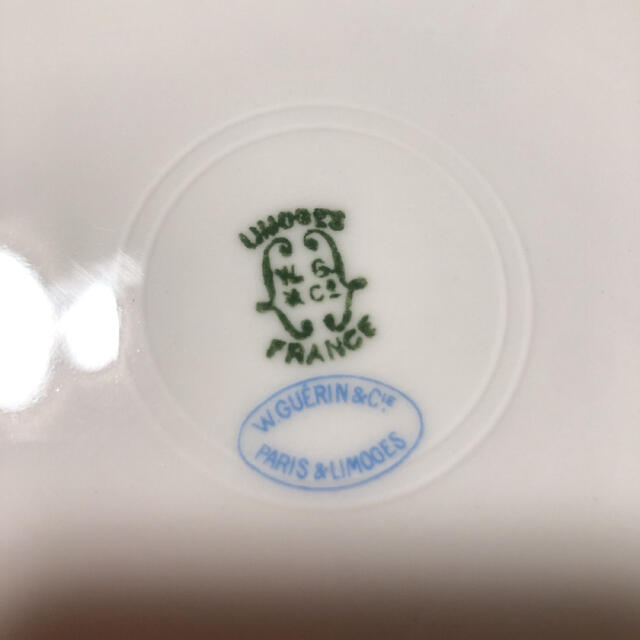 LIMOGES
W G
& Co
FRANCE
W. GUÉRIN & CIE
PARIS & LIMOGES